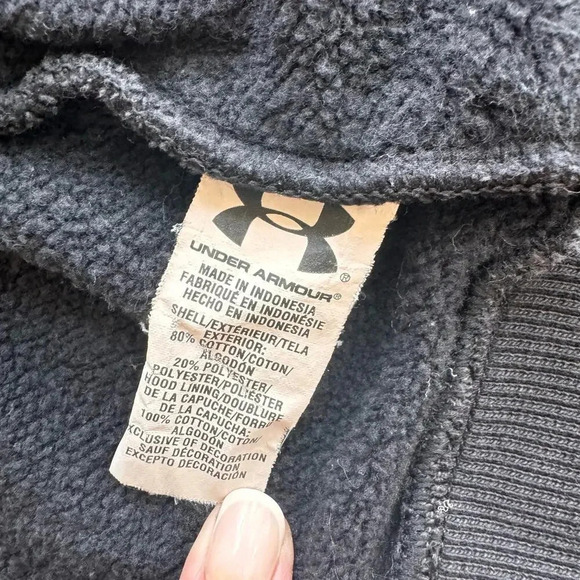 UNDER ARMOUR®
MADE IN INDONESIA
FABRIQUÉ EN INDONÉSIE
HECHO EN INDONESIA
SHELL/EXTÉRIEUR/TELA
EXTERIOR:
80% COTTON/COTON/
ALGODÓN
20% POLYESTER/
POLYESTER/POLIÉSTER
HOOD LINING/DOUBLURE
DE LA CAPUCHE/FORRO
DE LA CAPUCHA:
100% COTTON/COTON/
ALGODÓN
EXCLUSIVE OF DECORATION
SAUF DÉCORATION
EXCEPTO DECORACIÓN